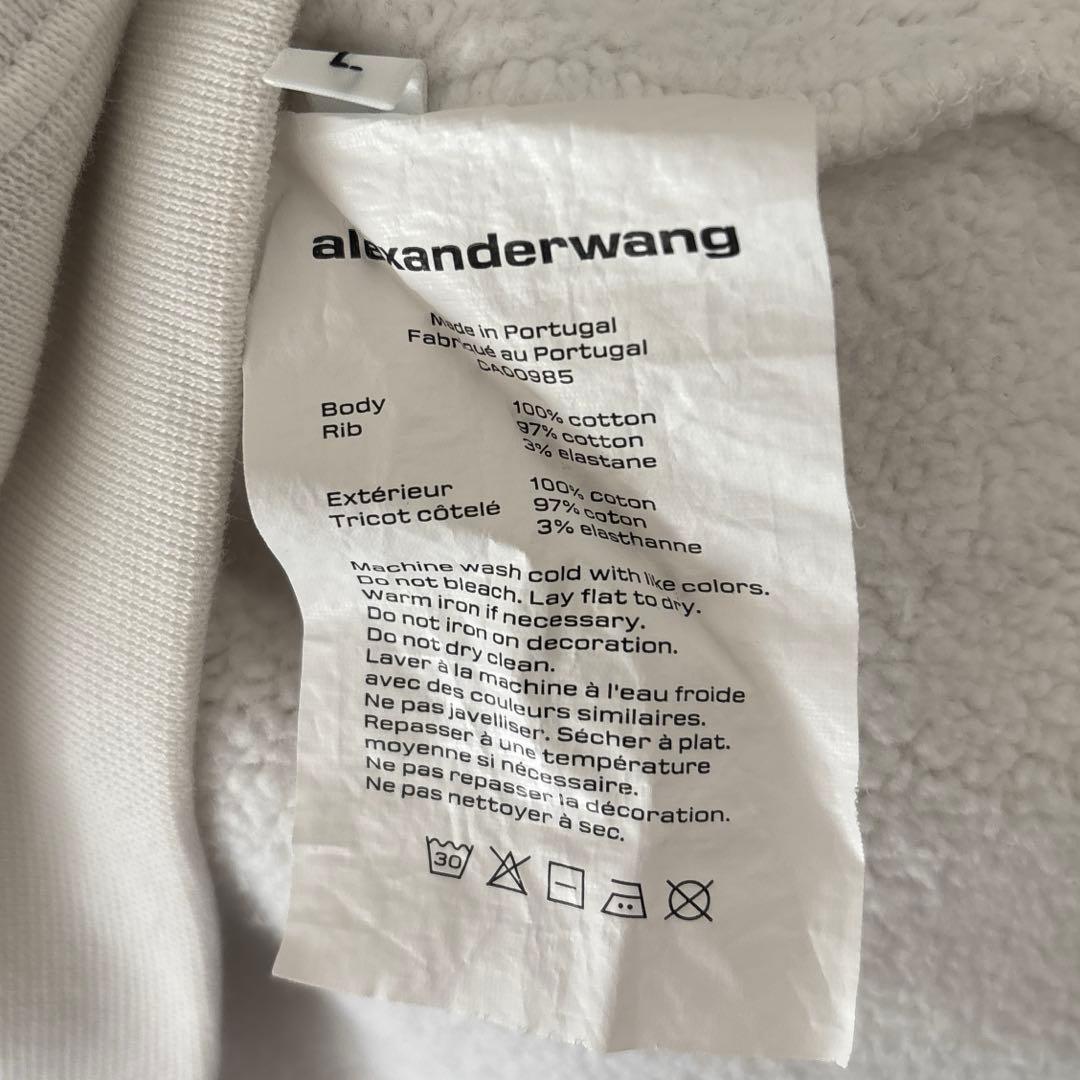 alexanderwang
Made in Portugal
Fabriqué au Portugal
CA00985
Body 100% cotton
Rib 97% cotton
3% elastane
Extérieur 100% coton
Tricot côtelé 97% coton
3% elasthanne
Machine wash cold with like colors.
Do not bleach. Lay flat to dry.
Warm iron if necessary.
Do not iron on decoration.
Do not dry clean.
Laver à la machine à l'eau froide
avec des couleurs similaires.
Ne pas javelliser. Sécher à plat.
Repasser à une température
moyenne si nécessaire.
Ne pas repasser la décoration.
Ne pas nettoyer à sec.
30